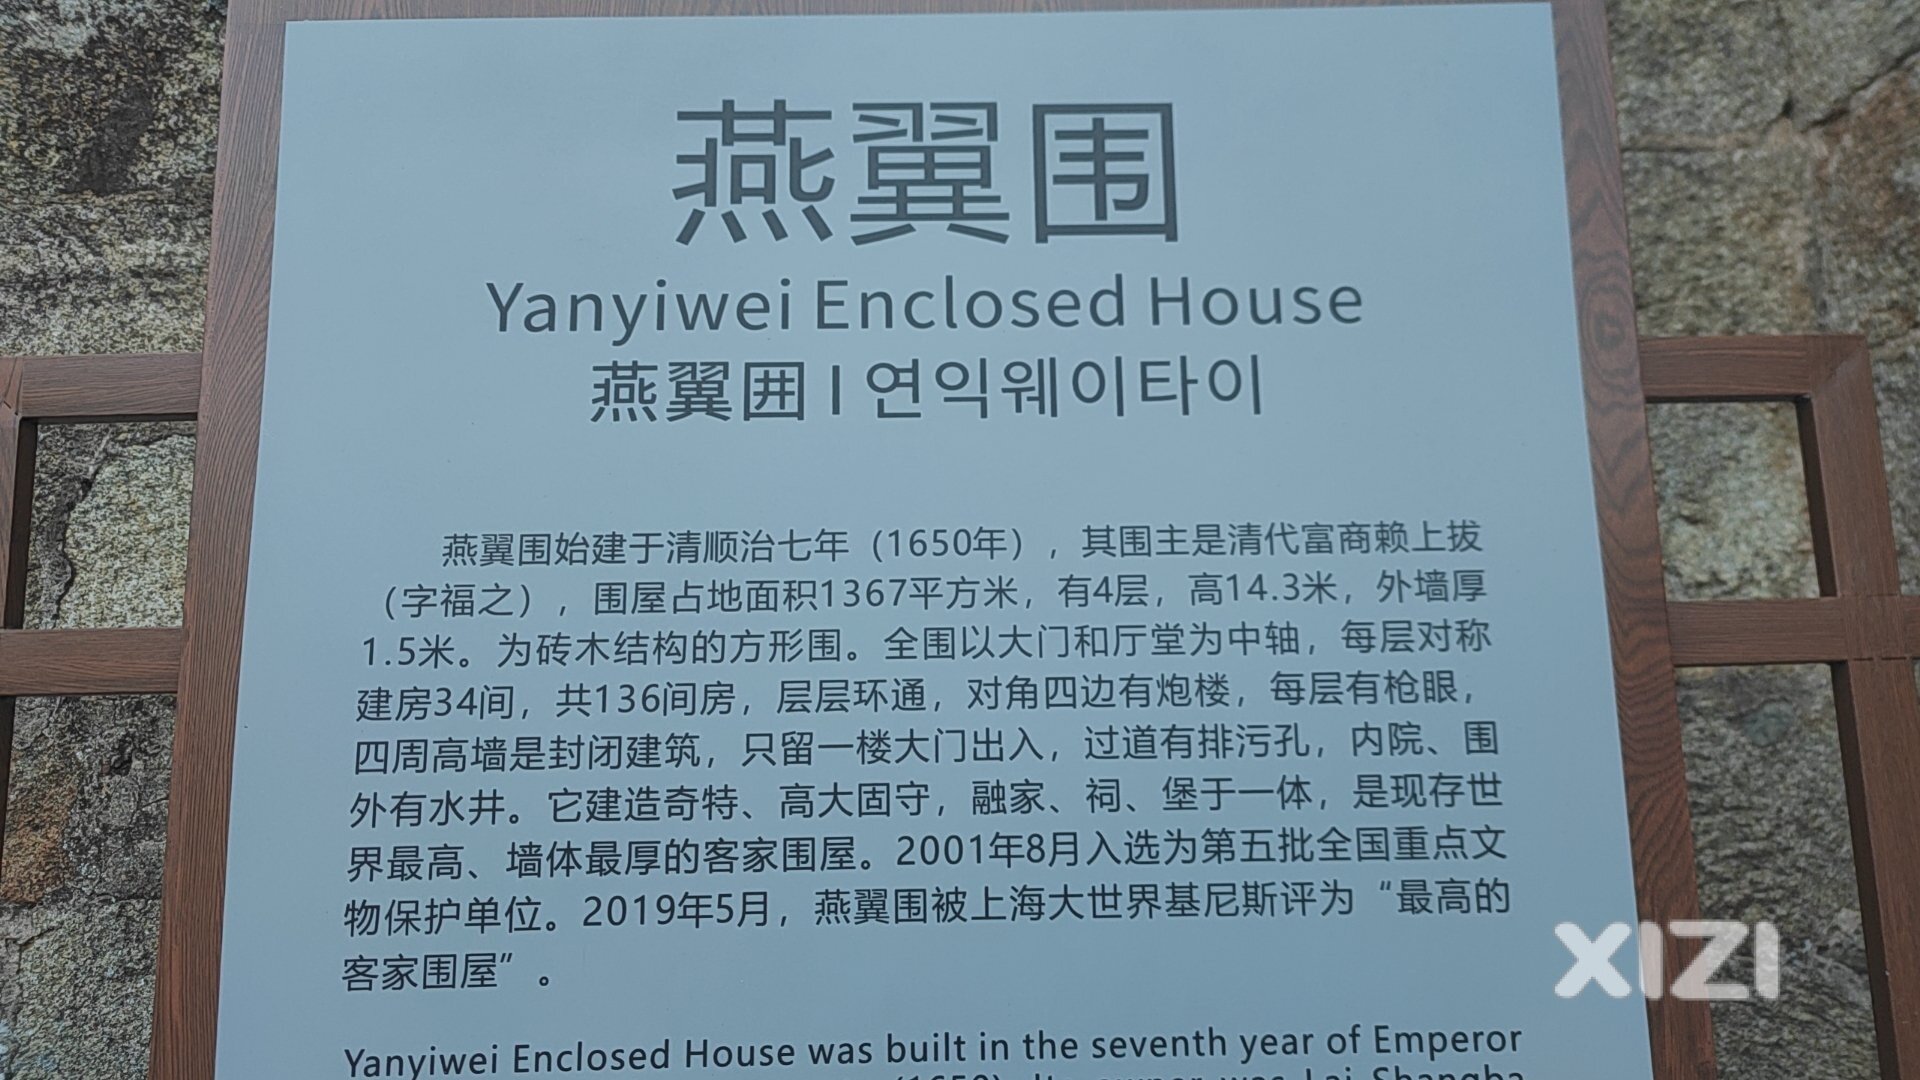 燕翼围
Yanyiwei Enclosed House
燕翼囲 | 연익웨이타이
燕翼围始建于清顺治七年（1650年），其围主是清代富商赖上拔
（字福之），围屋占地面积1367平方米，有4层，高14.3米，外墙厚
1.5米。为砖木结构的方形围。全围以大门和厅堂为中轴，每层对称
建房34间，共136间房，层层环通，对角四边有炮楼，每层有枪眼，
四周高墙是封闭建筑，只留一楼大门出入，过道有排污孔，内院、围
外有水井。它建造奇特、高大固守，融家、祠、堡于一体，是现存世
界最高、墙体最厚的客家围屋。2001年8月入选为第五批全国重点文
物保护单位。2019年5月，燕翼围被上海大世界基尼斯评为“最高的
客家围屋”。
Yanyiwei Enclosed House was built in the seventh year of Emperor
(1650). Its owner was Lai Shangba
XIZI